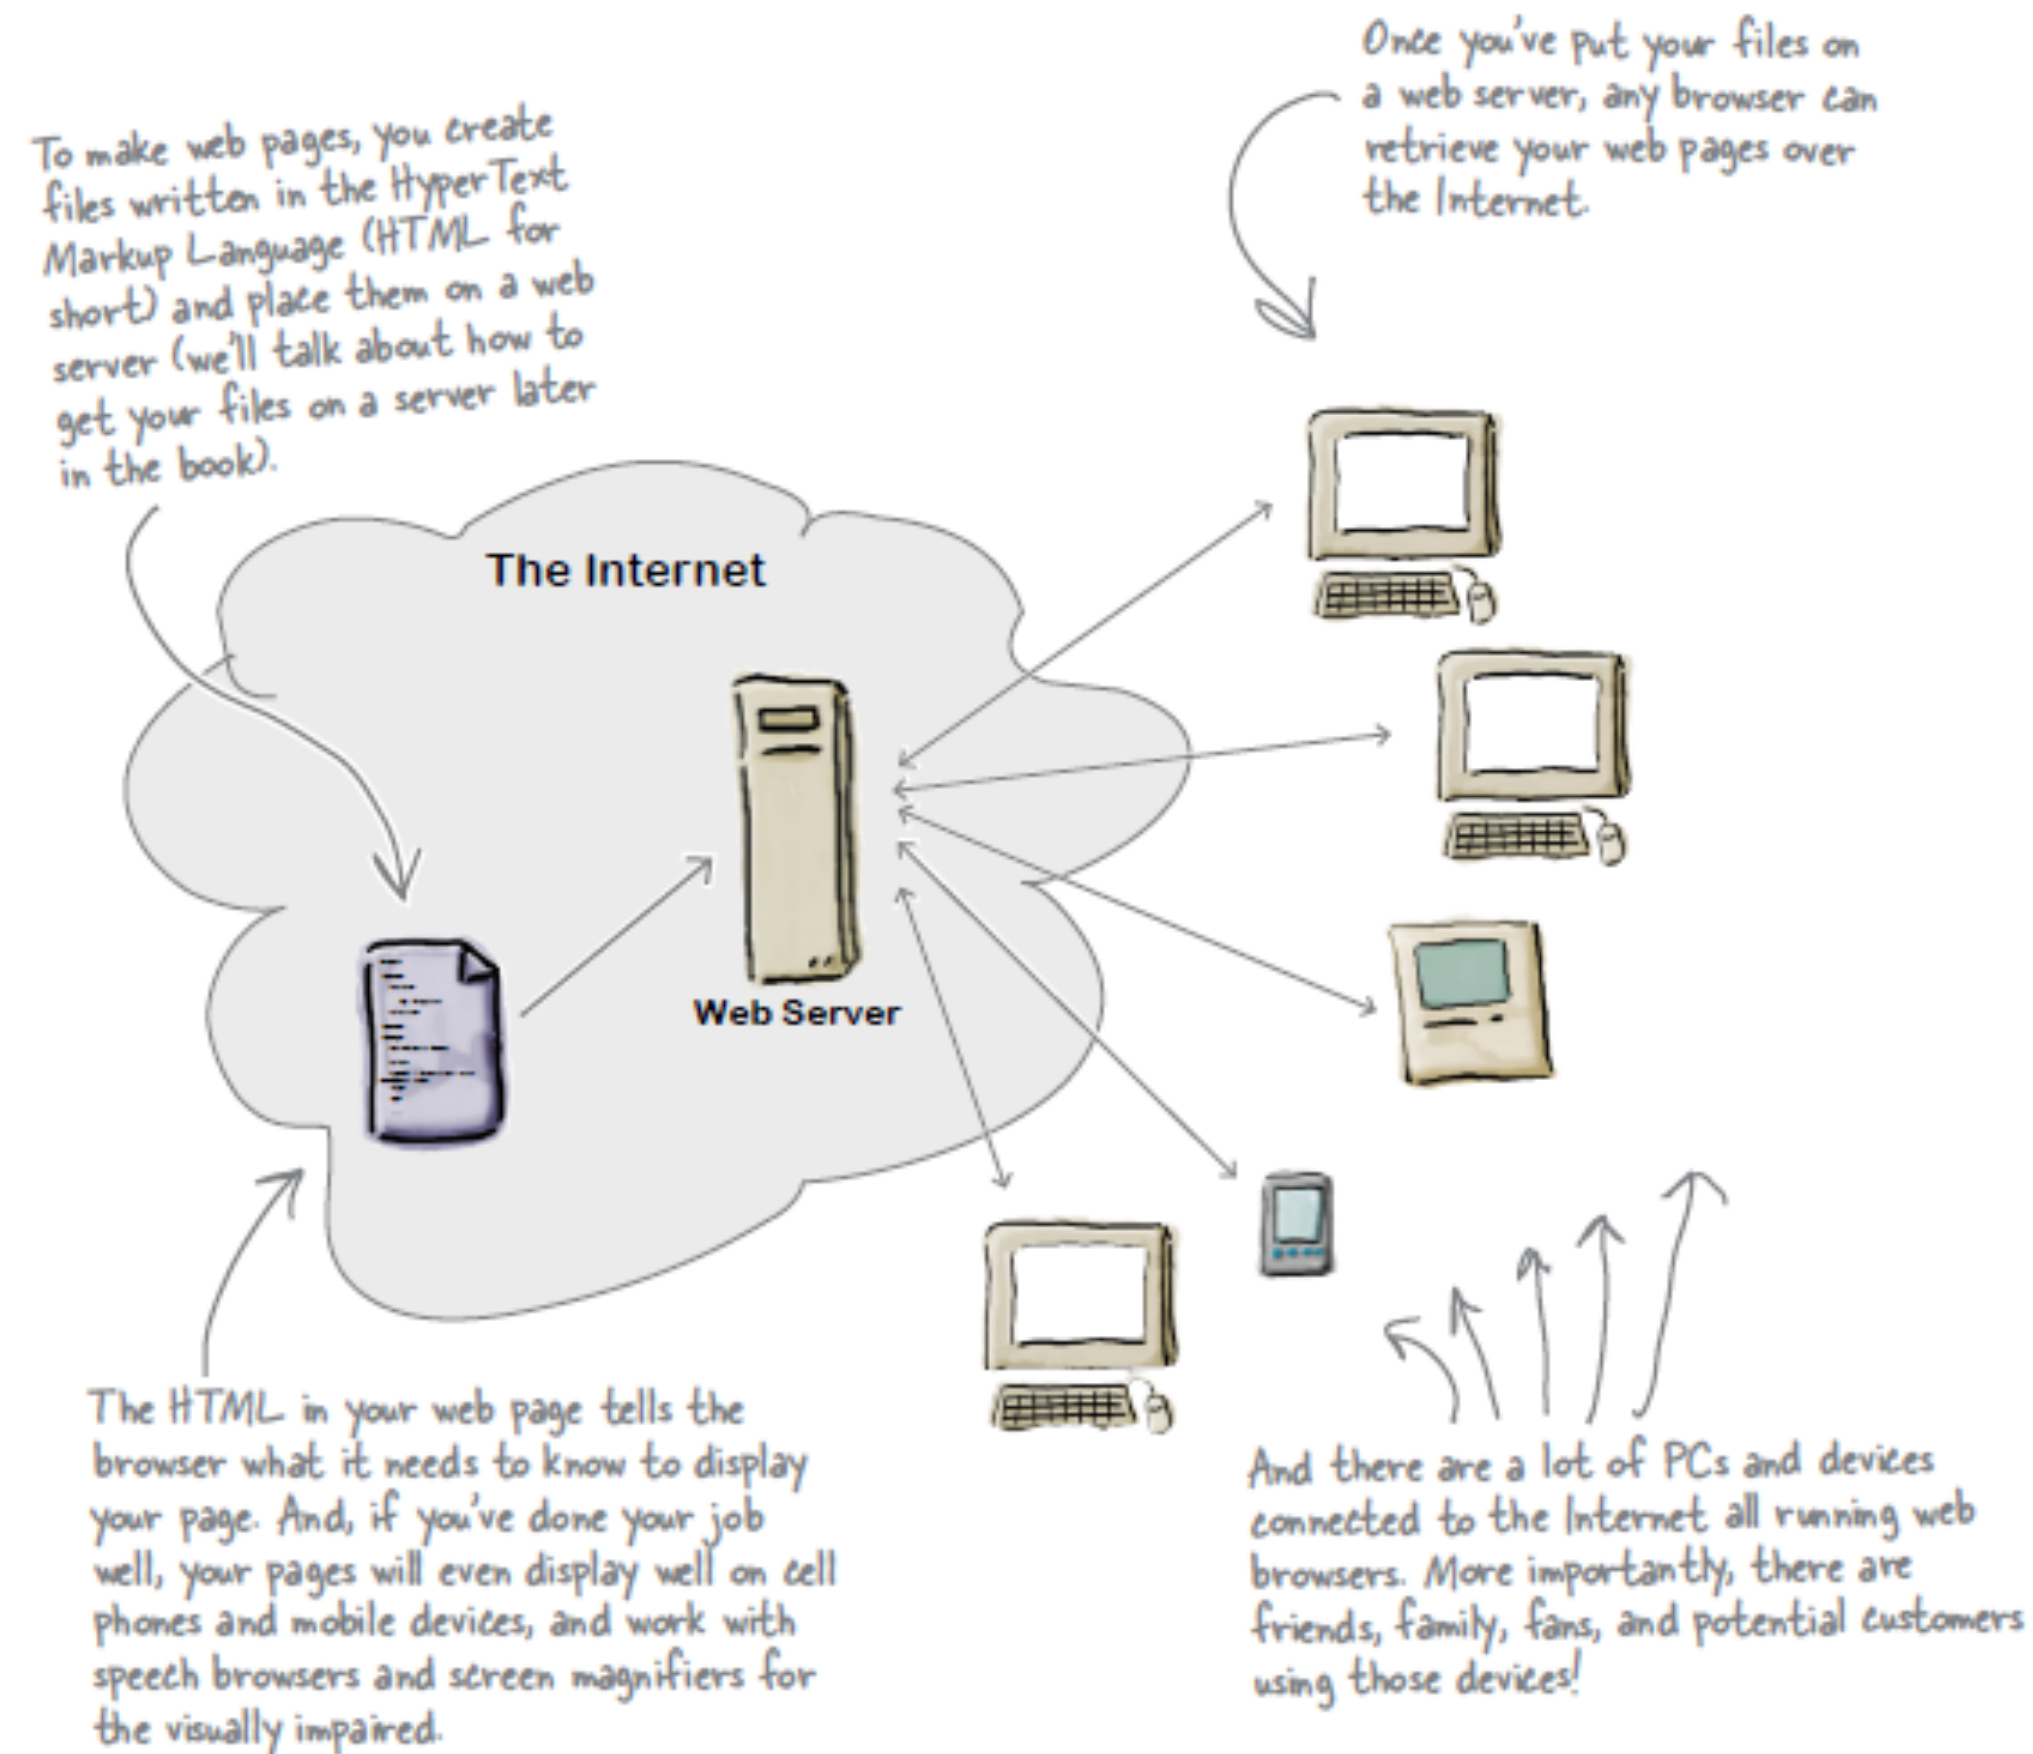 To make web pages, you create
files written in the HyperText
Markup Language (HTML for
short) and place them on a web
server (we'll talk about how to
get your files on a server later
in the book).
Once you've put your files on
a web server, any browser can
retrieve your web pages over
the Internet.
The Internet
Web Server
The HTML in your web page tells the
browser what it needs to know to display
your page. And, if you've done your job
well, your pages will even display well on cell
phones and mobile devices, and work with
speech browsers and screen magnifiers for
the visually impaired.
And there are a lot of PCs and devices
connected to the Internet all running web
browsers. More importantly, there are
friends, family, fans, and potential customers
using those devices!